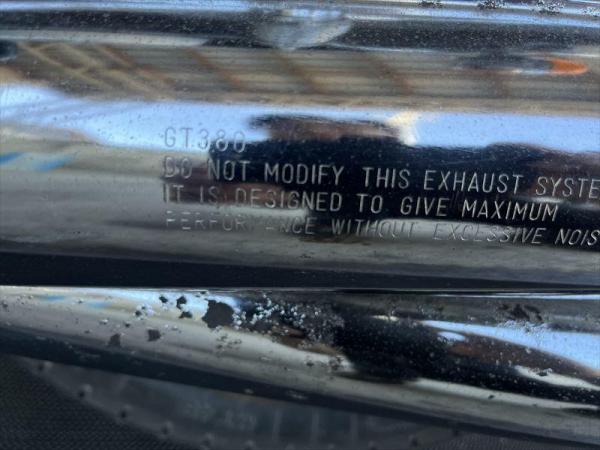 GT380
DO NOT MODIFY THIS EXHAUST SYSTE
IT IS DESIGNED TO GIVE MAXIMUM
PERFORMANCE WITHOUT EXCESSIVE NOIS